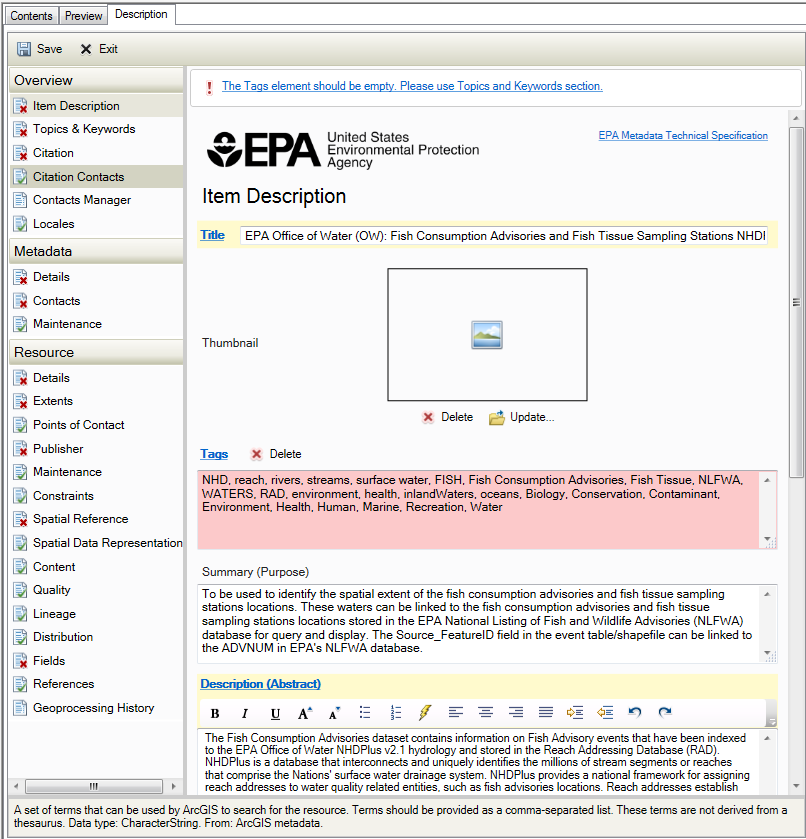 Contents Preview Description
Save Exit
Overview
Item Description
Topics & Keywords
Citation
Citation Contacts
Contacts Manager
Locales
Metadata
Details
Contacts
Maintenance
Resource
Details
Extents
Points of Contact
Publisher
Maintenance
Constraints
Spatial Reference
Spatial Data Representation
Content
Quality
Lineage
Distribution
Fields
References
Geoprocessing History
! The Tags element should be empty. Please use Topics and Keywords section.
EPA
United States
Environmental Protection
Agency
EPA Metadata Technical Specification
Item Description
Title EPA Office of Water (OW): Fish Consumption Advisories and Fish Tissue Sampling Stations NHDI
Thumbnail
Delete Update...
Tags Delete
NHD, reach, rivers, streams, surface water, FISH, Fish Consumption Advisories, Fish Tissue, NLFWA,
WATERS, RAD, environment, health, inlandWaters, oceans, Biology, Conservation, Contaminant,
Environment, Health, Human, Marine, Recreation, Water
Summary (Purpose)
To be used to identify the spatial extent of the fish consumption advisories and fish tissue sampling
stations locations. These waters can be linked to the fish consumption advisories and fish tissue
sampling stations locations stored in the EPA National Listing of Fish and Wildlife Advisories (NLFWA)
database for query and display. The Source_FeatureID field in the event table/shapefile can be linked to
the ADVNUM in EPA's NLFWA database.
Description (Abstract)
B I U A A
The Fish Consumption Advisories dataset contains information on Fish Advisory events that have been indexed
to the EPA Office of Water NHDPlus v2.1 hydrology and stored in the Reach Addressing Database (RAD).
NHDPlus is a database that interconnects and uniquely identifies the millions of stream segments or reaches
that comprise the Nations' surface water drainage system. NHDPlus provides a national framework for assigning
reach addresses to water quality related entities, such as fish advisories locations. Reach addresses establish
A set of terms that can be used by ArcGIS to search for the resource. Terms should be provided as a comma-separated list. These terms are not derived from a
thesaurus. Data type: CharacterString. From: ArcGIS metadata.